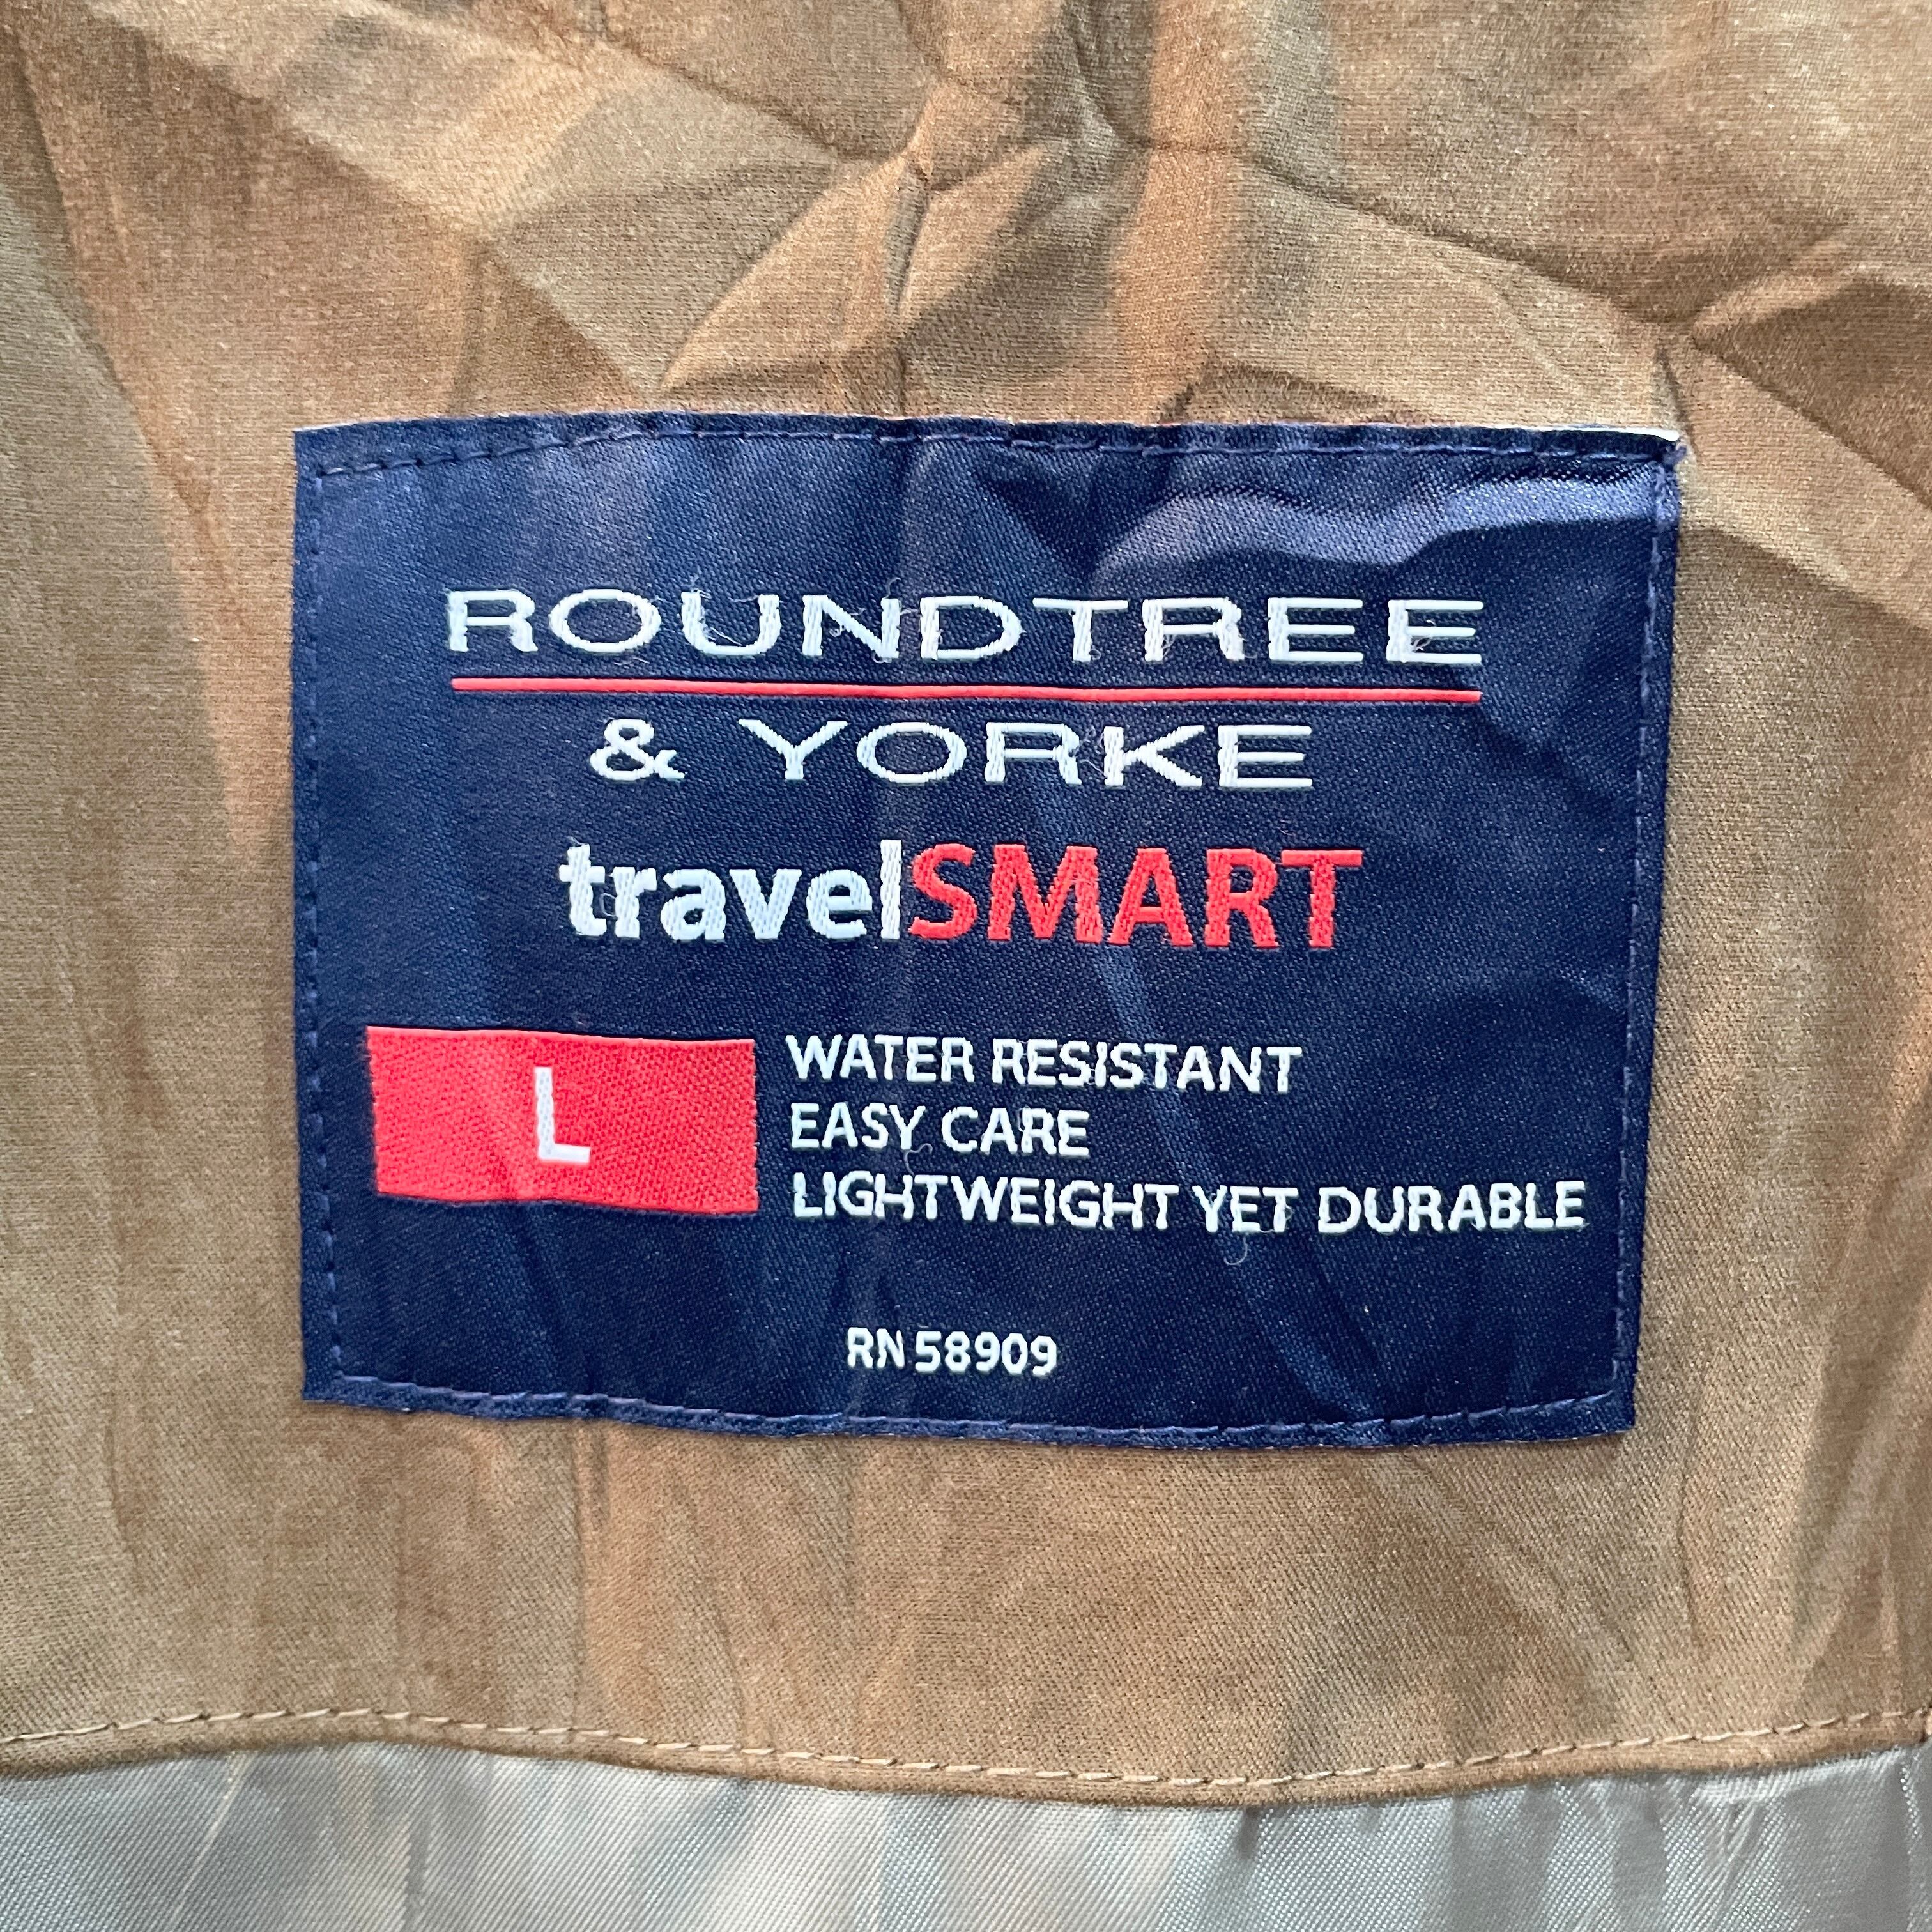 ROUNDTREE
& YORKE
travelSMART
L
WATER RESISTANT
EASY CARE
LIGHTWEIGHT YET DURABLE
RN 58909